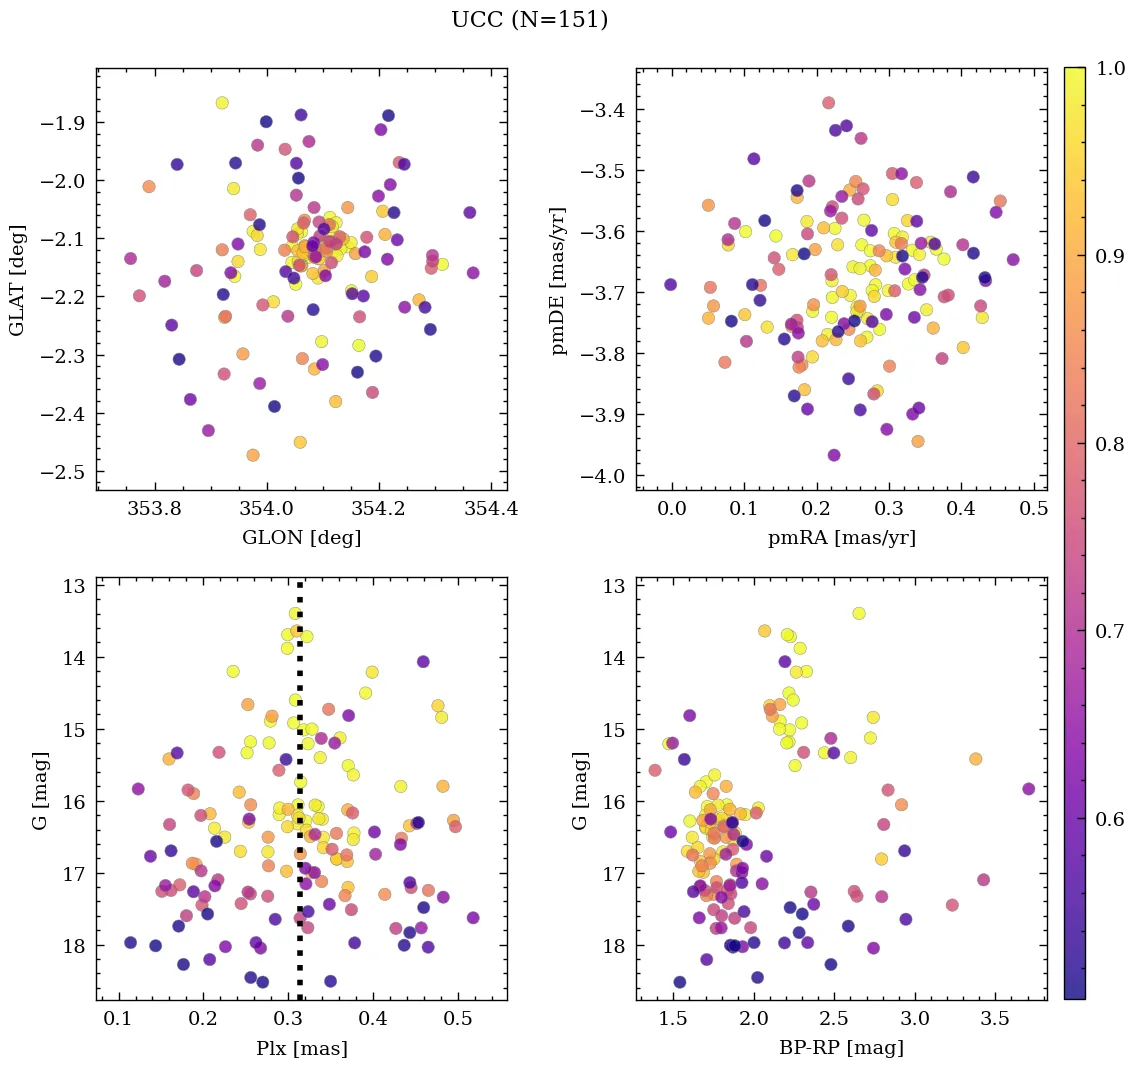 UCC (N=151)
−1.9
−2.0
−2.1
−2.2
−2.3
−2.4
−2.5
GLAT [deg]
353.8 354.0 354.2 354.4
GLON [deg]
−3.4
−3.5
−3.6
−3.7
−3.8
−3.9
−4.0
pmDE [mas/yr]
0.0 0.1 0.2 0.3 0.4 0.5
pmRA [mas/yr]
13
14
15
16
17
18
G [mag]
0.1 0.2 0.3 0.4 0.5
Plx [mas]
13
14
15
16
17
18
G [mag]
1.5 2.0 2.5 3.0 3.5
BP-RP [mag]
1.0
0.9
0.8
0.7
0.6